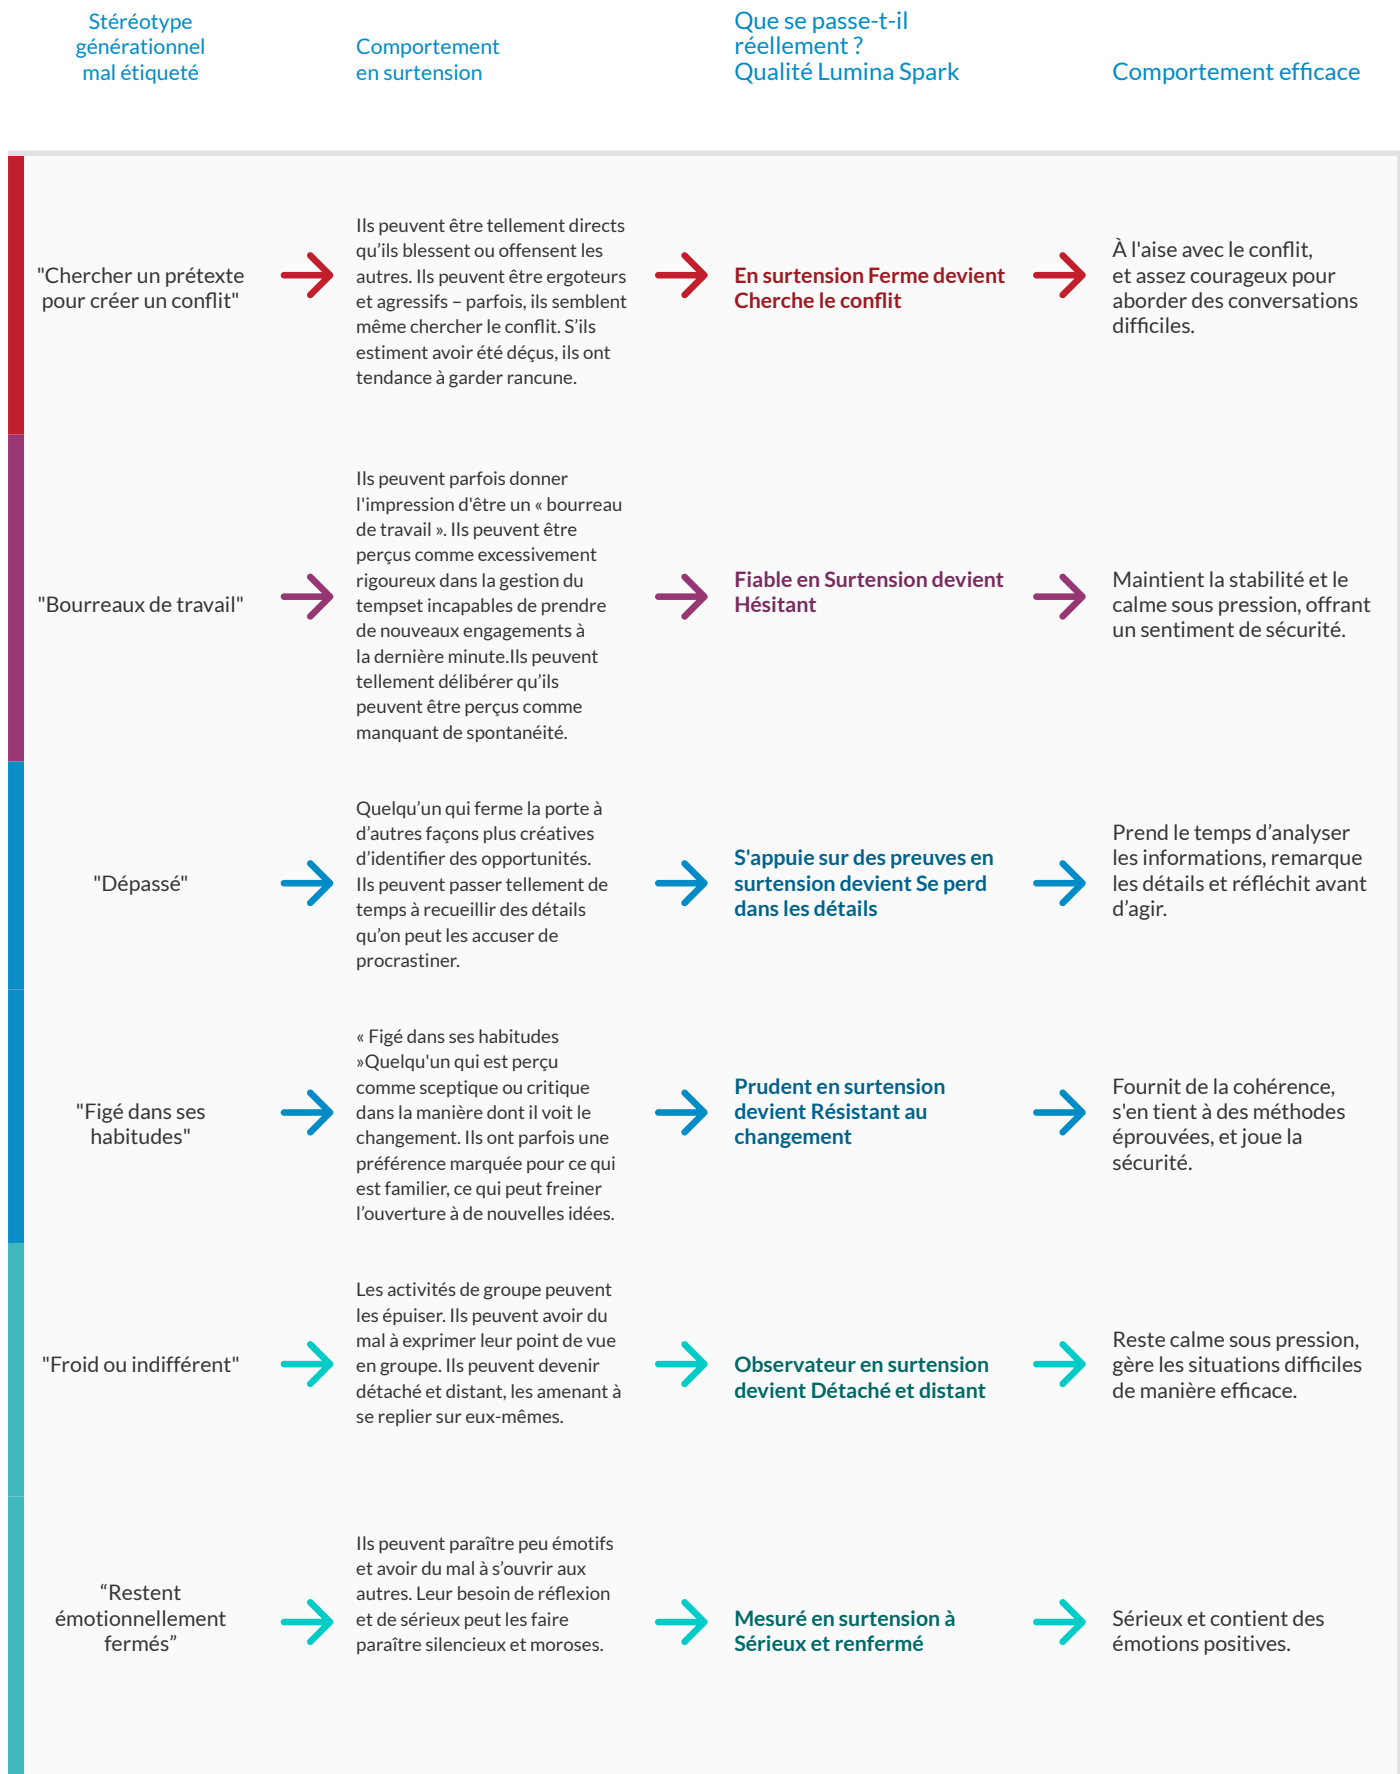 Stéréotype
générationnel
mal étiqueté
Comportement
en surtension
Que se passe-t-il
réellement ?
Qualité Lumina Spark
Comportement efficace
"Chercher un prétexte
pour créer un conflit"
Ils peuvent être tellement directs
qu’ils blessent ou offensent les
autres. Ils peuvent être ergoteurs
et agressifs – parfois, ils semblent
même chercher le conflit. S’ils
estiment avoir été déçus, ils ont
tendance à garder rancune.
En surtension Ferme devient
Cherche le conflit
À l'aise avec le conflit,
et assez courageux pour
aborder des conversations
difficiles.
"Bourreaux de travail"
Ils peuvent parfois donner
l'impression d'être un « bourreau
de travail ». Ils peuvent être
perçus comme excessivement
rigoureux dans la gestion du
tempset incapables de prendre
de nouveaux engagements à
la dernière minute.Ils peuvent
tellement délibérer qu’ils
peuvent être perçus comme
manquant de spontanéité.
Fiable en Surtension devient
Hésitant
Maintient la stabilité et le
calme sous pression, offrant
un sentiment de sécurité.
"Dépassé"
Quelqu’un qui ferme la porte à
d’autres façons plus créatives
d’identifier des opportunités.
Ils peuvent passer tellement de
temps à recueillir des détails
qu’on peut les accuser de
procrastiner.
S'appuie sur des preuves en
surtension devient Se perd
dans les détails
Prend le temps d’analyser
les informations, remarque
les détails et réfléchit avant
d’agir.
"Figé dans ses
habitudes"
« Figé dans ses habitudes
»Quelqu'un qui est perçu
comme sceptique ou critique
dans la manière dont il voit le
changement. Ils ont parfois une
préférence marquée pour ce qui
est familier, ce qui peut freiner
l’ouverture à de nouvelles idées.
Prudent en surtension
devient Résistant au
changement
Fournit de la cohérence,
s'en tient à des méthodes
éprouvées, et joue la
sécurité.
"Froid ou indifférent"
Les activités de groupe peuvent
les épuiser. Ils peuvent avoir du
mal à exprimer leur point de vue
en groupe. Ils peuvent devenir
détaché et distant, les amenant à
se replier sur eux-mêmes.
Observateur en surtension
devient Détaché et distant
Reste calme sous pression,
gère les situations difficiles
de manière efficace.
“Restent
émotionnellement
fermés”
Ils peuvent paraître peu émotifs
et avoir du mal à s’ouvrir aux
autres. Leur besoin de réflexion
et de sérieux peut les faire
paraître silencieux et moroses.
Mesuré en surtension à
Sérieux et renfermé
Sérieux et contient des
émotions positives.